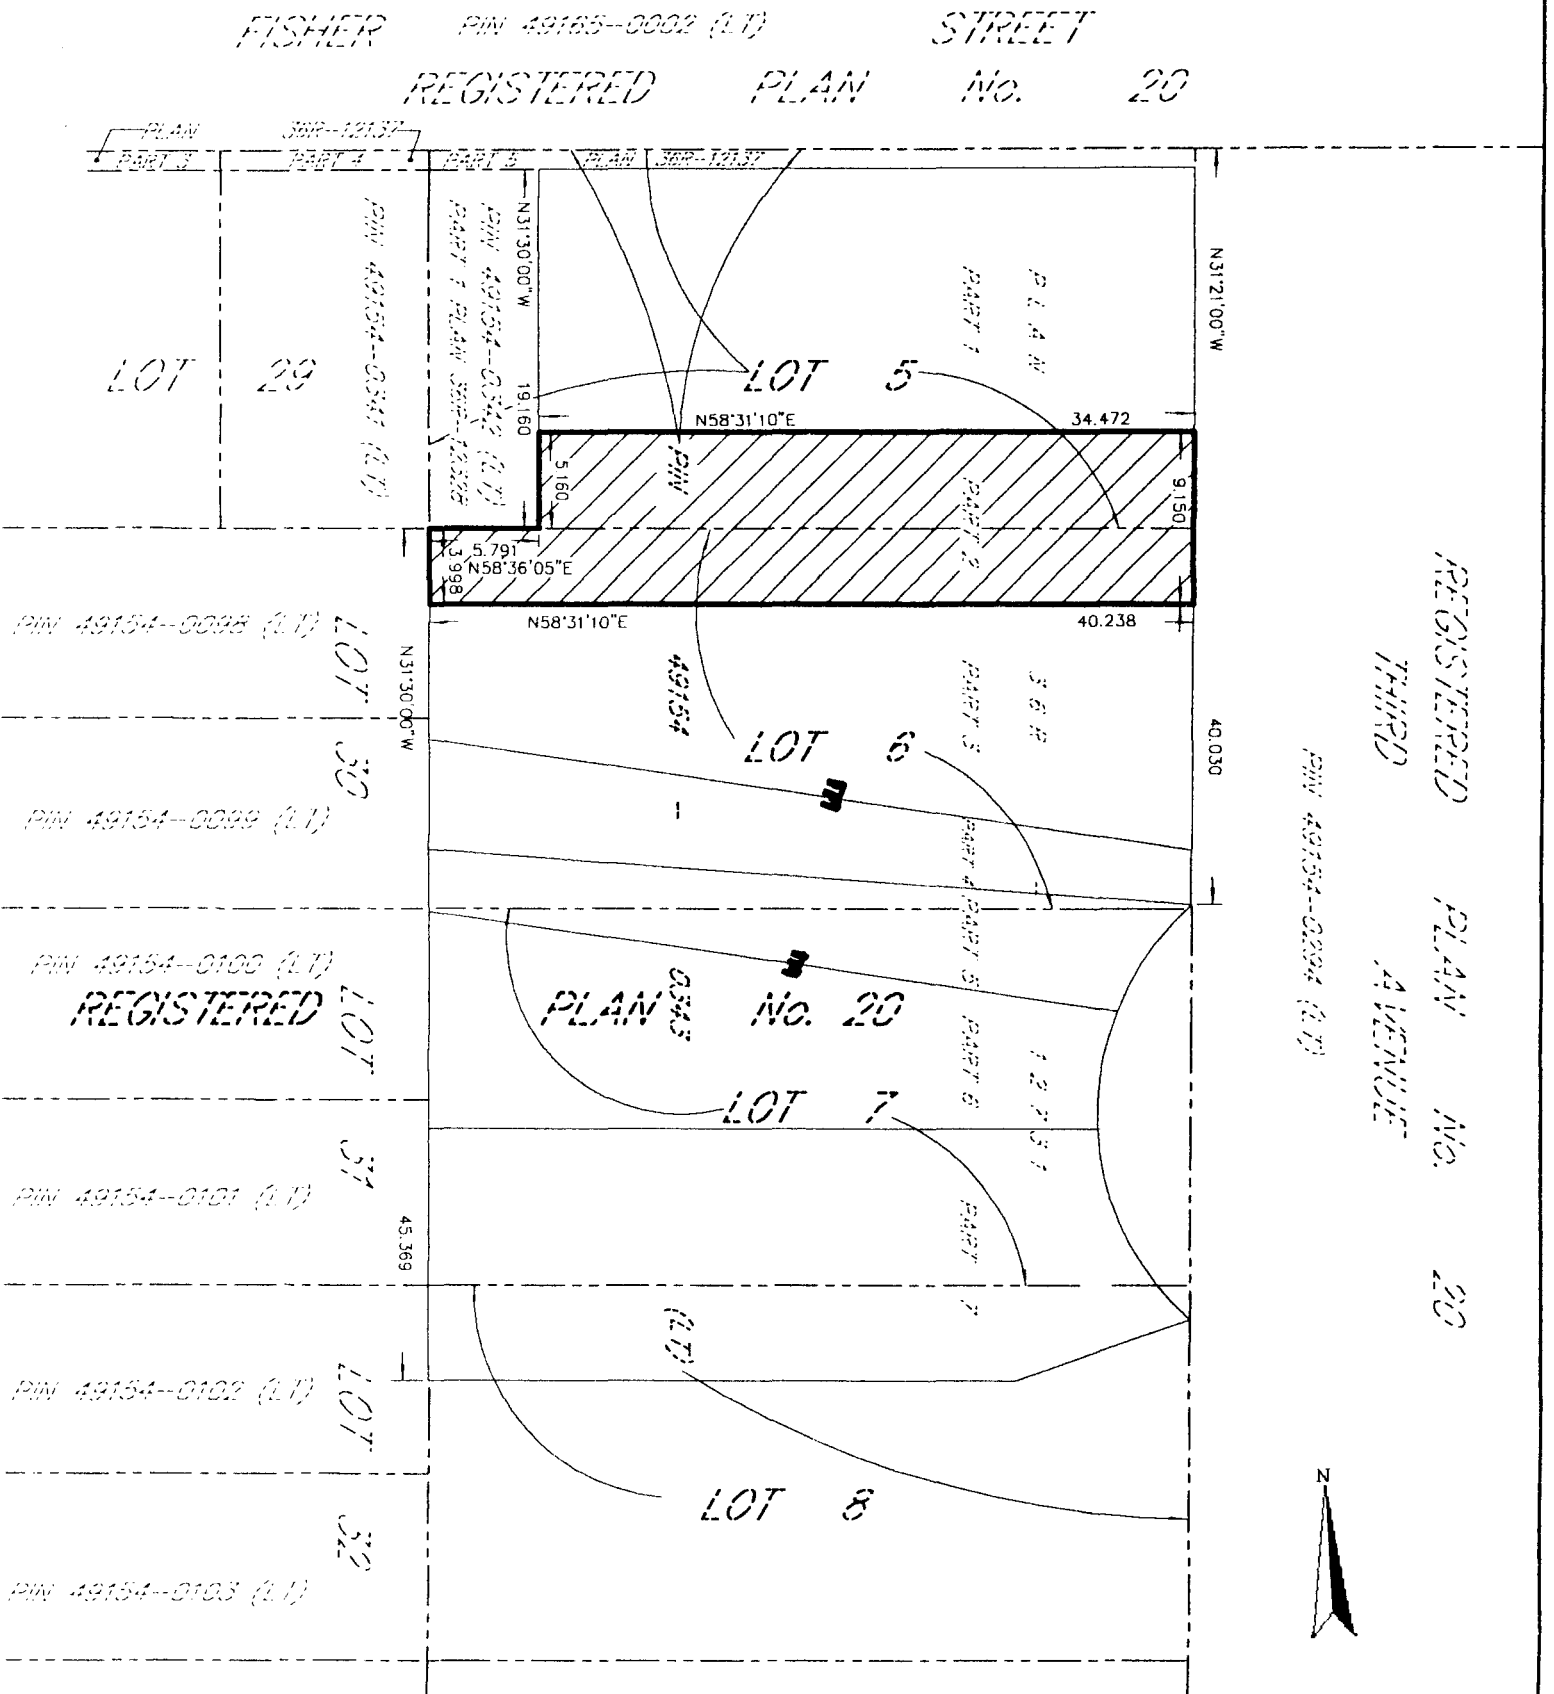 FISHER PIN 49165-0002 (LT) STREET
REGISTERED PLAN No. 20
PLAN 36R-12137
PART 3 PART 4 PART 5 PLAN 36R-12137
PIN 49154-0341 (LT)
PART 1 PLAN
PIN 49154-0342 (LT)
N31°30'00"W
19.160
PLAN
PART 1
N31°21'00"W
LOT 29
LOT 5
N58°31'10"E 34.472
5.160
PIN
PART 2
9.150
5.791
3.998
N58°36'05"E
N58°31'10"E 40.238
PIN 49154-0098 (LT)
LOT 30
N31°30'00"W
49154
PART 3
36R
LOT 6
40.030
PIN 49154-0099 (LT)
-
PART 4
-
PART 5
PIN 49154-0294 (LT)
THIRD AVENUE
REGISTERED PLAN No. 20
PIN 49154-0100 (LT)
REGISTERED PLAN No. 20
0343
PART 6
12731
LOT 31
LOT 7
PIN 49154-0101 (LT)
45.369
PART 7
(LT)
PIN 49154-0102 (LT)
LOT 32
LOT 8
N
PIN 49154-0103 (LT)